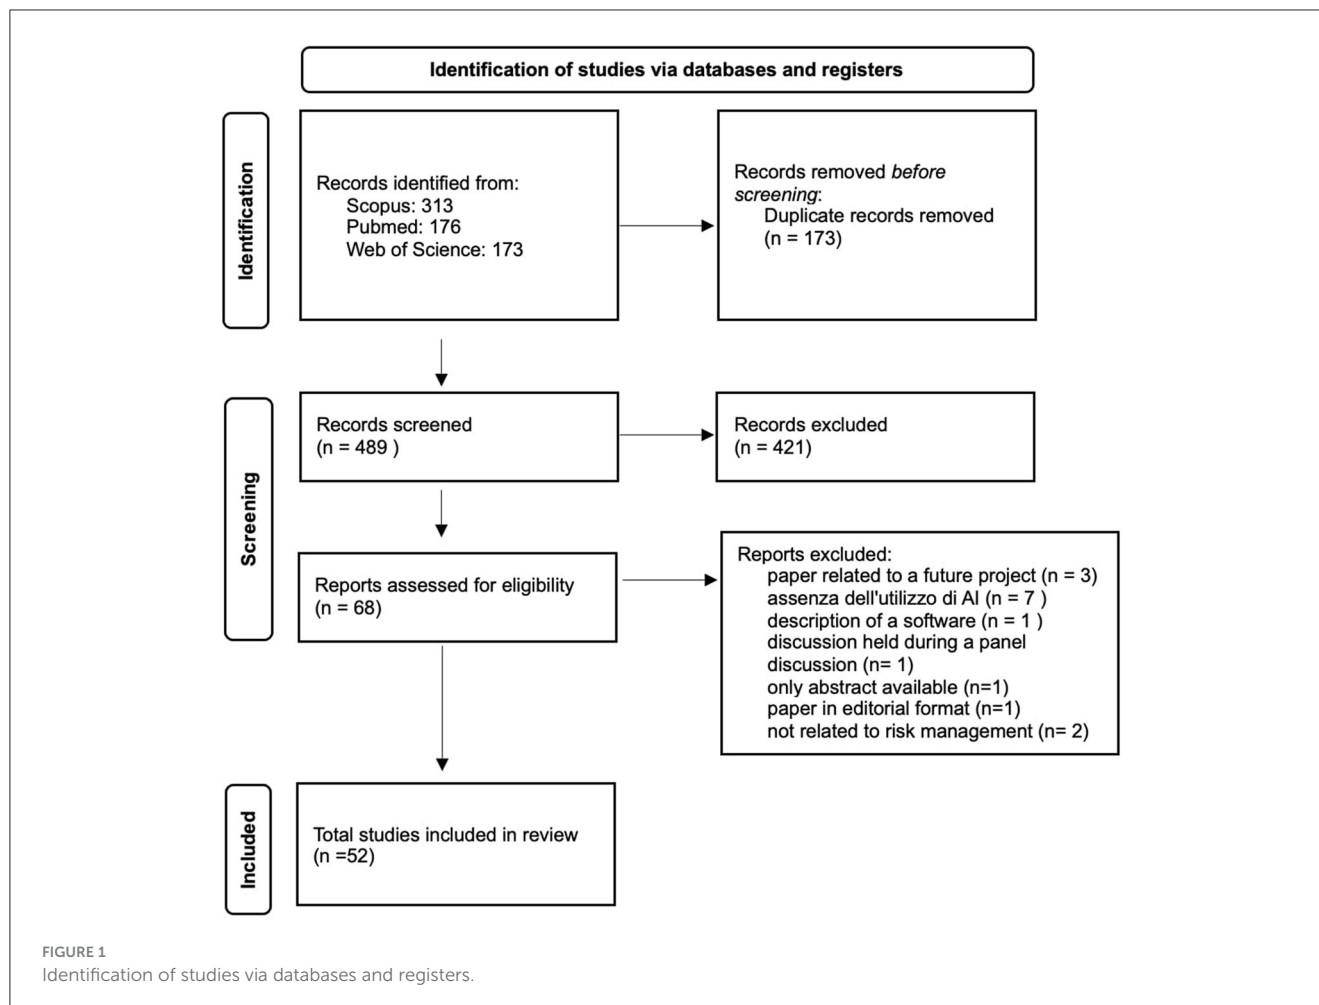 Identification of studies via databases and registers
Identification
Records identified from:
Scopus: 313
Pubmed: 176
Web of Science: 173
Records removed before
screening:
Duplicate records removed
(n = 173)
Screening
Records screened
(n = 489 )
Records excluded
(n = 421)
Reports assessed for eligibility
(n = 68)
Reports excluded:
paper related to a future project (n = 3)
assenza dell'utilizzo di AI (n = 7 )
description of a software (n = 1 )
discussion held during a panel
discussion (n= 1)
only abstract available (n=1)
paper in editorial format (n=1)
not related to risk management (n= 2)
Included
Total studies included in review
(n =52)
FIGURE 1
Identification of studies via databases and registers.